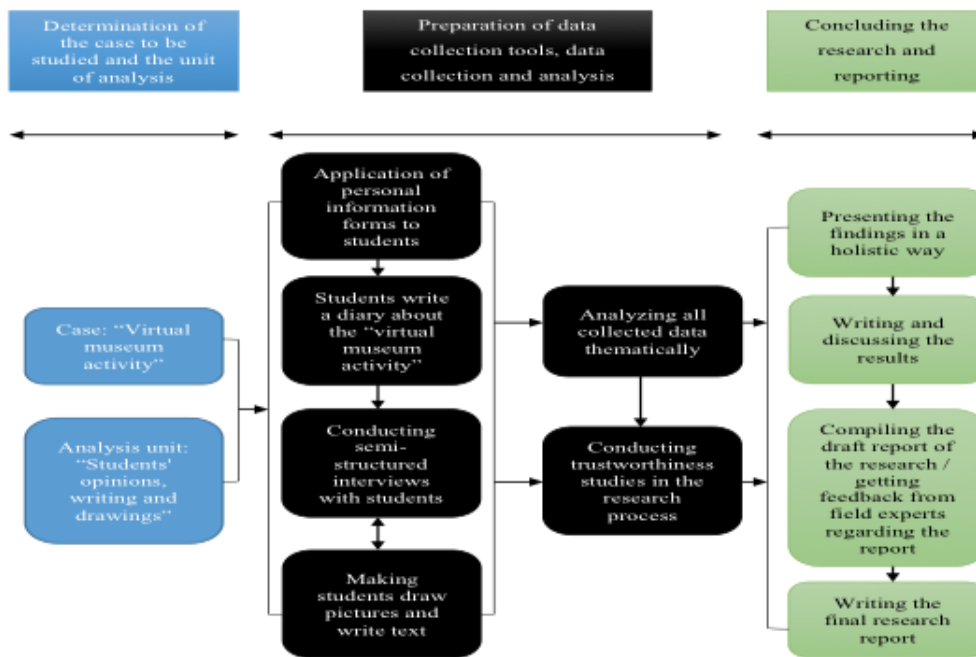 Determination of
the case to be
studied and the unit
of analysis
Preparation of data
collection tools, data
collection and analysis
Concluding the
research and
reporting
Case: “Virtual
museum
activity”
Analysis unit:
“Students'
opinions,
writing and
drawings”
Application of
personal
information
forms to
students
Students write
a diary about
the “virtual
museum
activity”
Conducting
semi-
structured
interviews with
students
Making
students draw
pictures and
write text
Analyzing all
collected data
thematically
Conducting
trustworthiness
studies in the
research
process
Presenting the
findings in a
holistic way
Writing and
discussing the
results
Compiling the
draft report of
the research /
getting
feedback from
field experts
regarding the
report
Writing the
final research
report